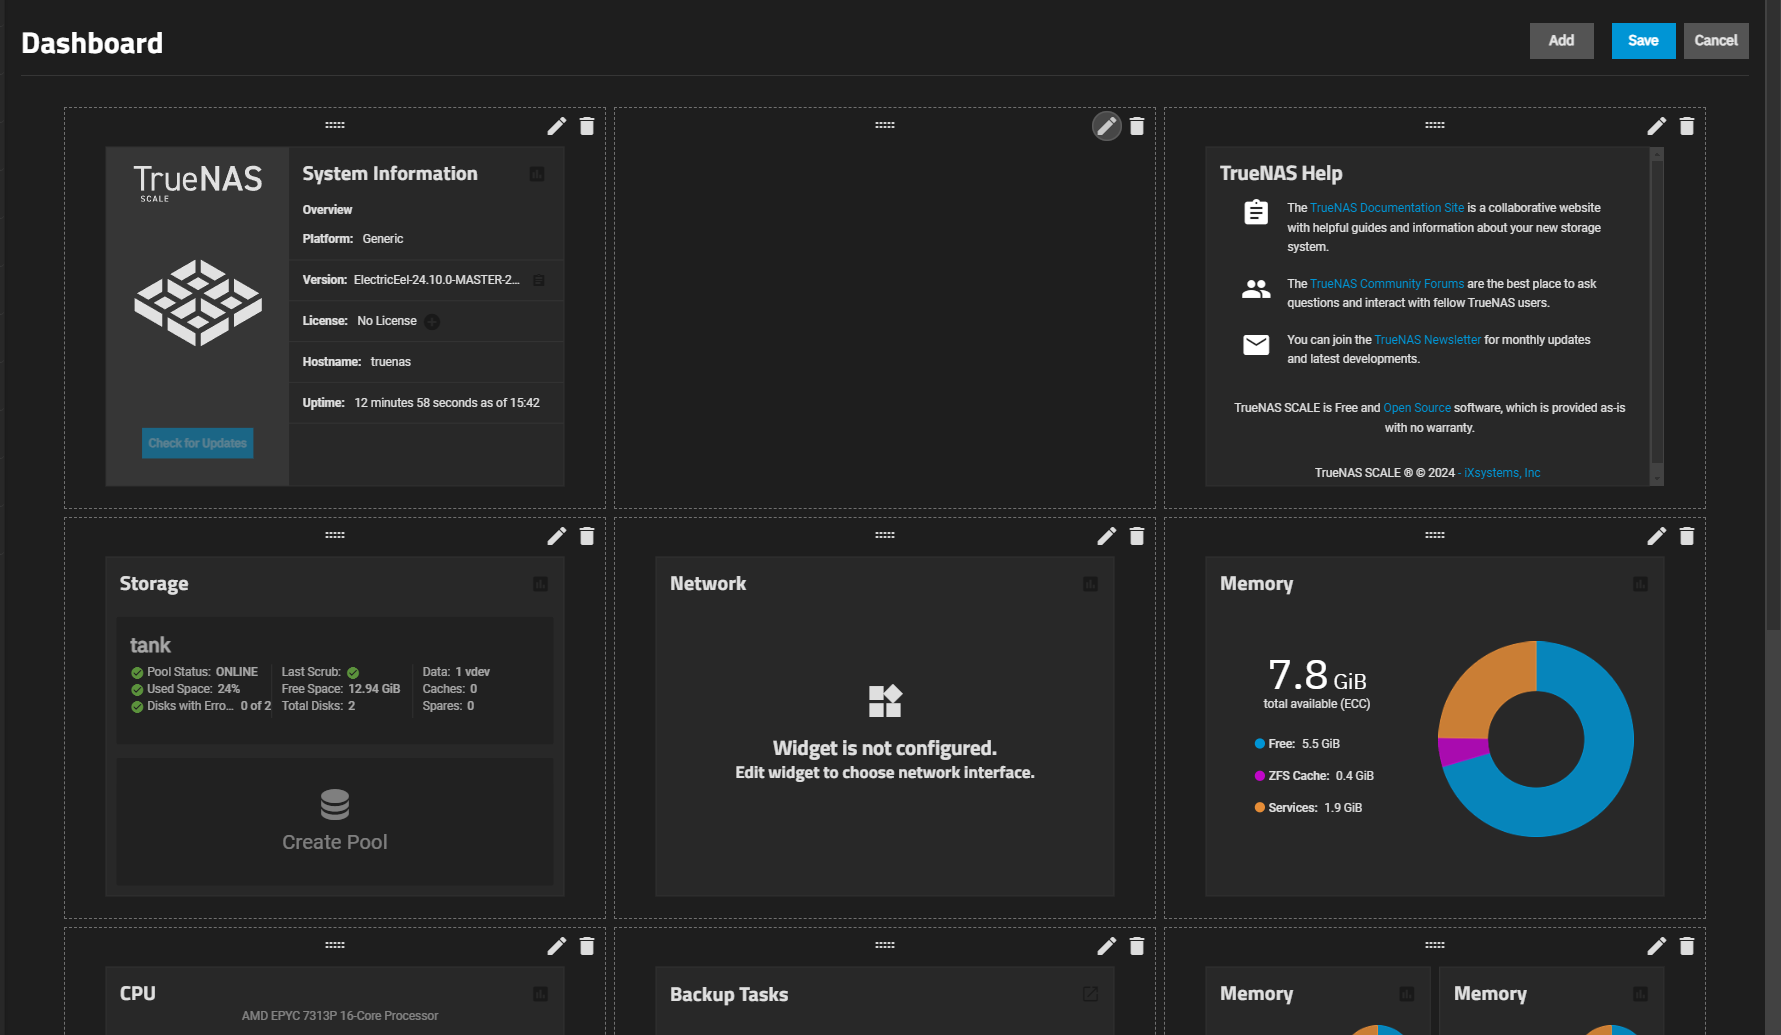 Dashboard
Add
Save
Cancel
TrueNAS
SCALE
Check for Updates
System Information
Overview
Platform: Generic
Version: ElectricEel-24.10.0-MASTER-2...
License: No License
Hostname: truenas
Uptime: 12 minutes 58 seconds as of 15:42
TrueNAS Help
The TrueNAS Documentation Site is a collaborative website
with helpful guides and information about your new storage
system.
The TrueNAS Community Forums are the best place to ask
questions and interact with fellow TrueNAS users.
You can join the TrueNAS Newsletter for monthly updates
and latest developments.
TrueNAS SCALE is Free and Open Source software, which is provided as-is
with no warranty.
TrueNAS SCALE ® © 2024 - iXsystems, Inc
Storage
tank
Pool Status: ONLINE
Used Space: 24%
Disks with Erro... 0 of 2
Last Scrub:
Free Space: 12.94 GiB
Total Disks: 2
Data: 1 vdev
Caches: 0
Spares: 0
Create Pool
Network
Widget is not configured.
Edit widget to choose network interface.
Memory
7.8 GiB
total available (ECC)
Free: 5.5 GiB
ZFS Cache: 0.4 GiB
Services: 1.9 GiB
CPU
AMD EPYC 7313P 16-Core Processor
Backup Tasks
Memory
Memory